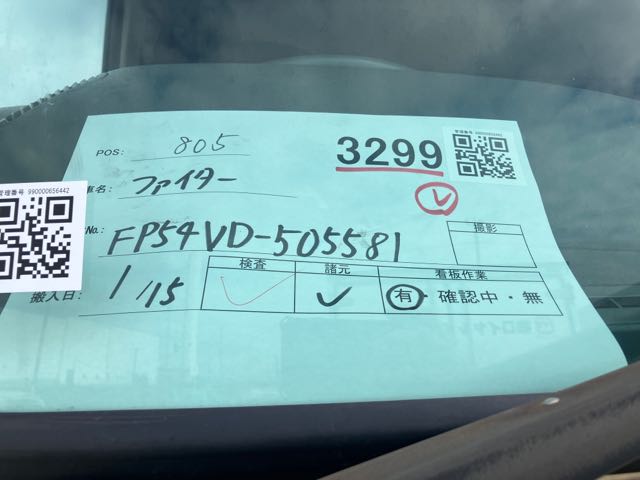 POS: 805
3299
管理番号 990000656442
車名: ファイター
No.: FP54VD-505581
撮影
搬入日: 1/15
検査 諸元 看板作業
✓ ✓ 有・確認中・無